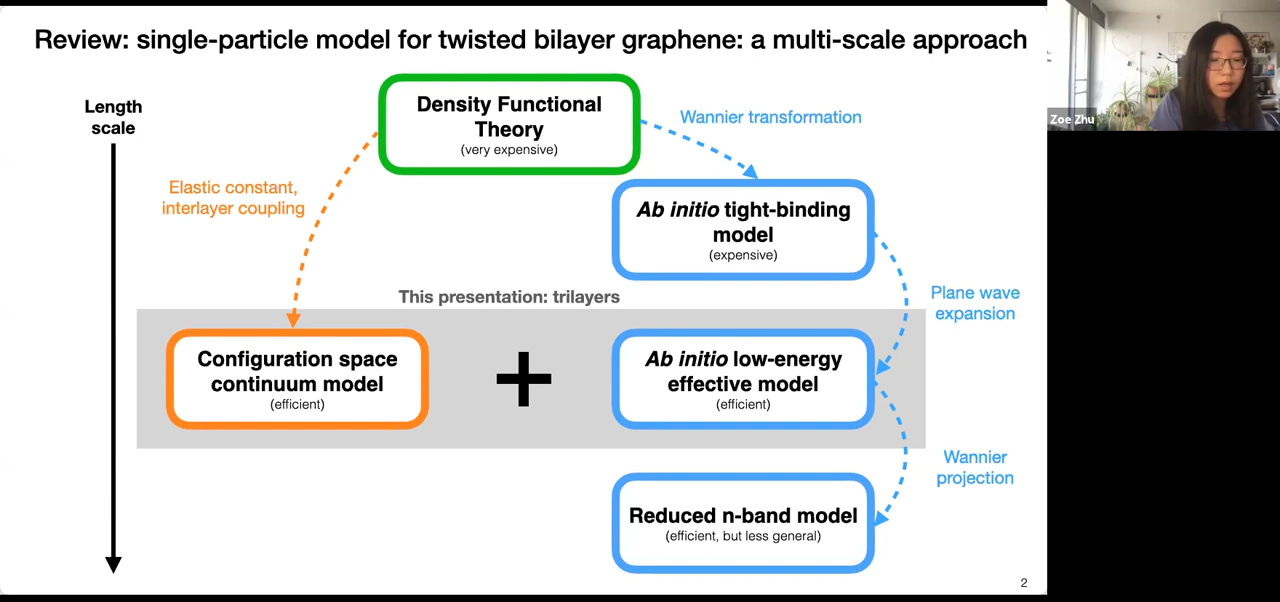 Review: single-particle model for twisted bilayer graphene: a multi-scale approach
Length
scale
Density Functional
Theory
(very expensive)
Wannier transformation
Elastic constant,
interlayer coupling
Ab initio tight-binding
model
(expensive)
Plane wave
expansion
This presentation: trilayers
Configuration space
continuum model
(efficient)
+
Ab initio low-energy
effective model
(efficient)
Wannier
projection
Reduced n-band model
(efficient, but less general)
2
Zoe Zhu